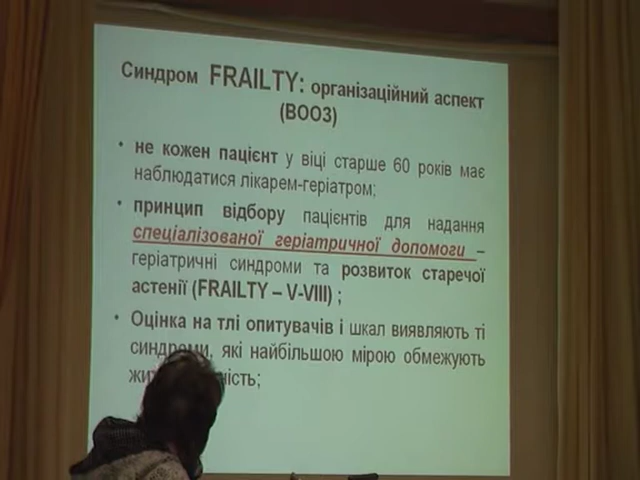 Синдром FRAILTY: організаційний аспект
(ВООЗ)
• не кожен пацієнт у віці старше 60 років має
наблюдатися лікарем-геріатром;
• принцип відбору пацієнтів для надання
спеціалізованої геріатричної допомоги –
геріатричні синдроми та розвиток старечої
астенії (FRAILTY – V-VIII) ;
• Оцінка на тлі опитувачів і шкал виявляють ті
синдроми, які найбільшою мірою обмежують